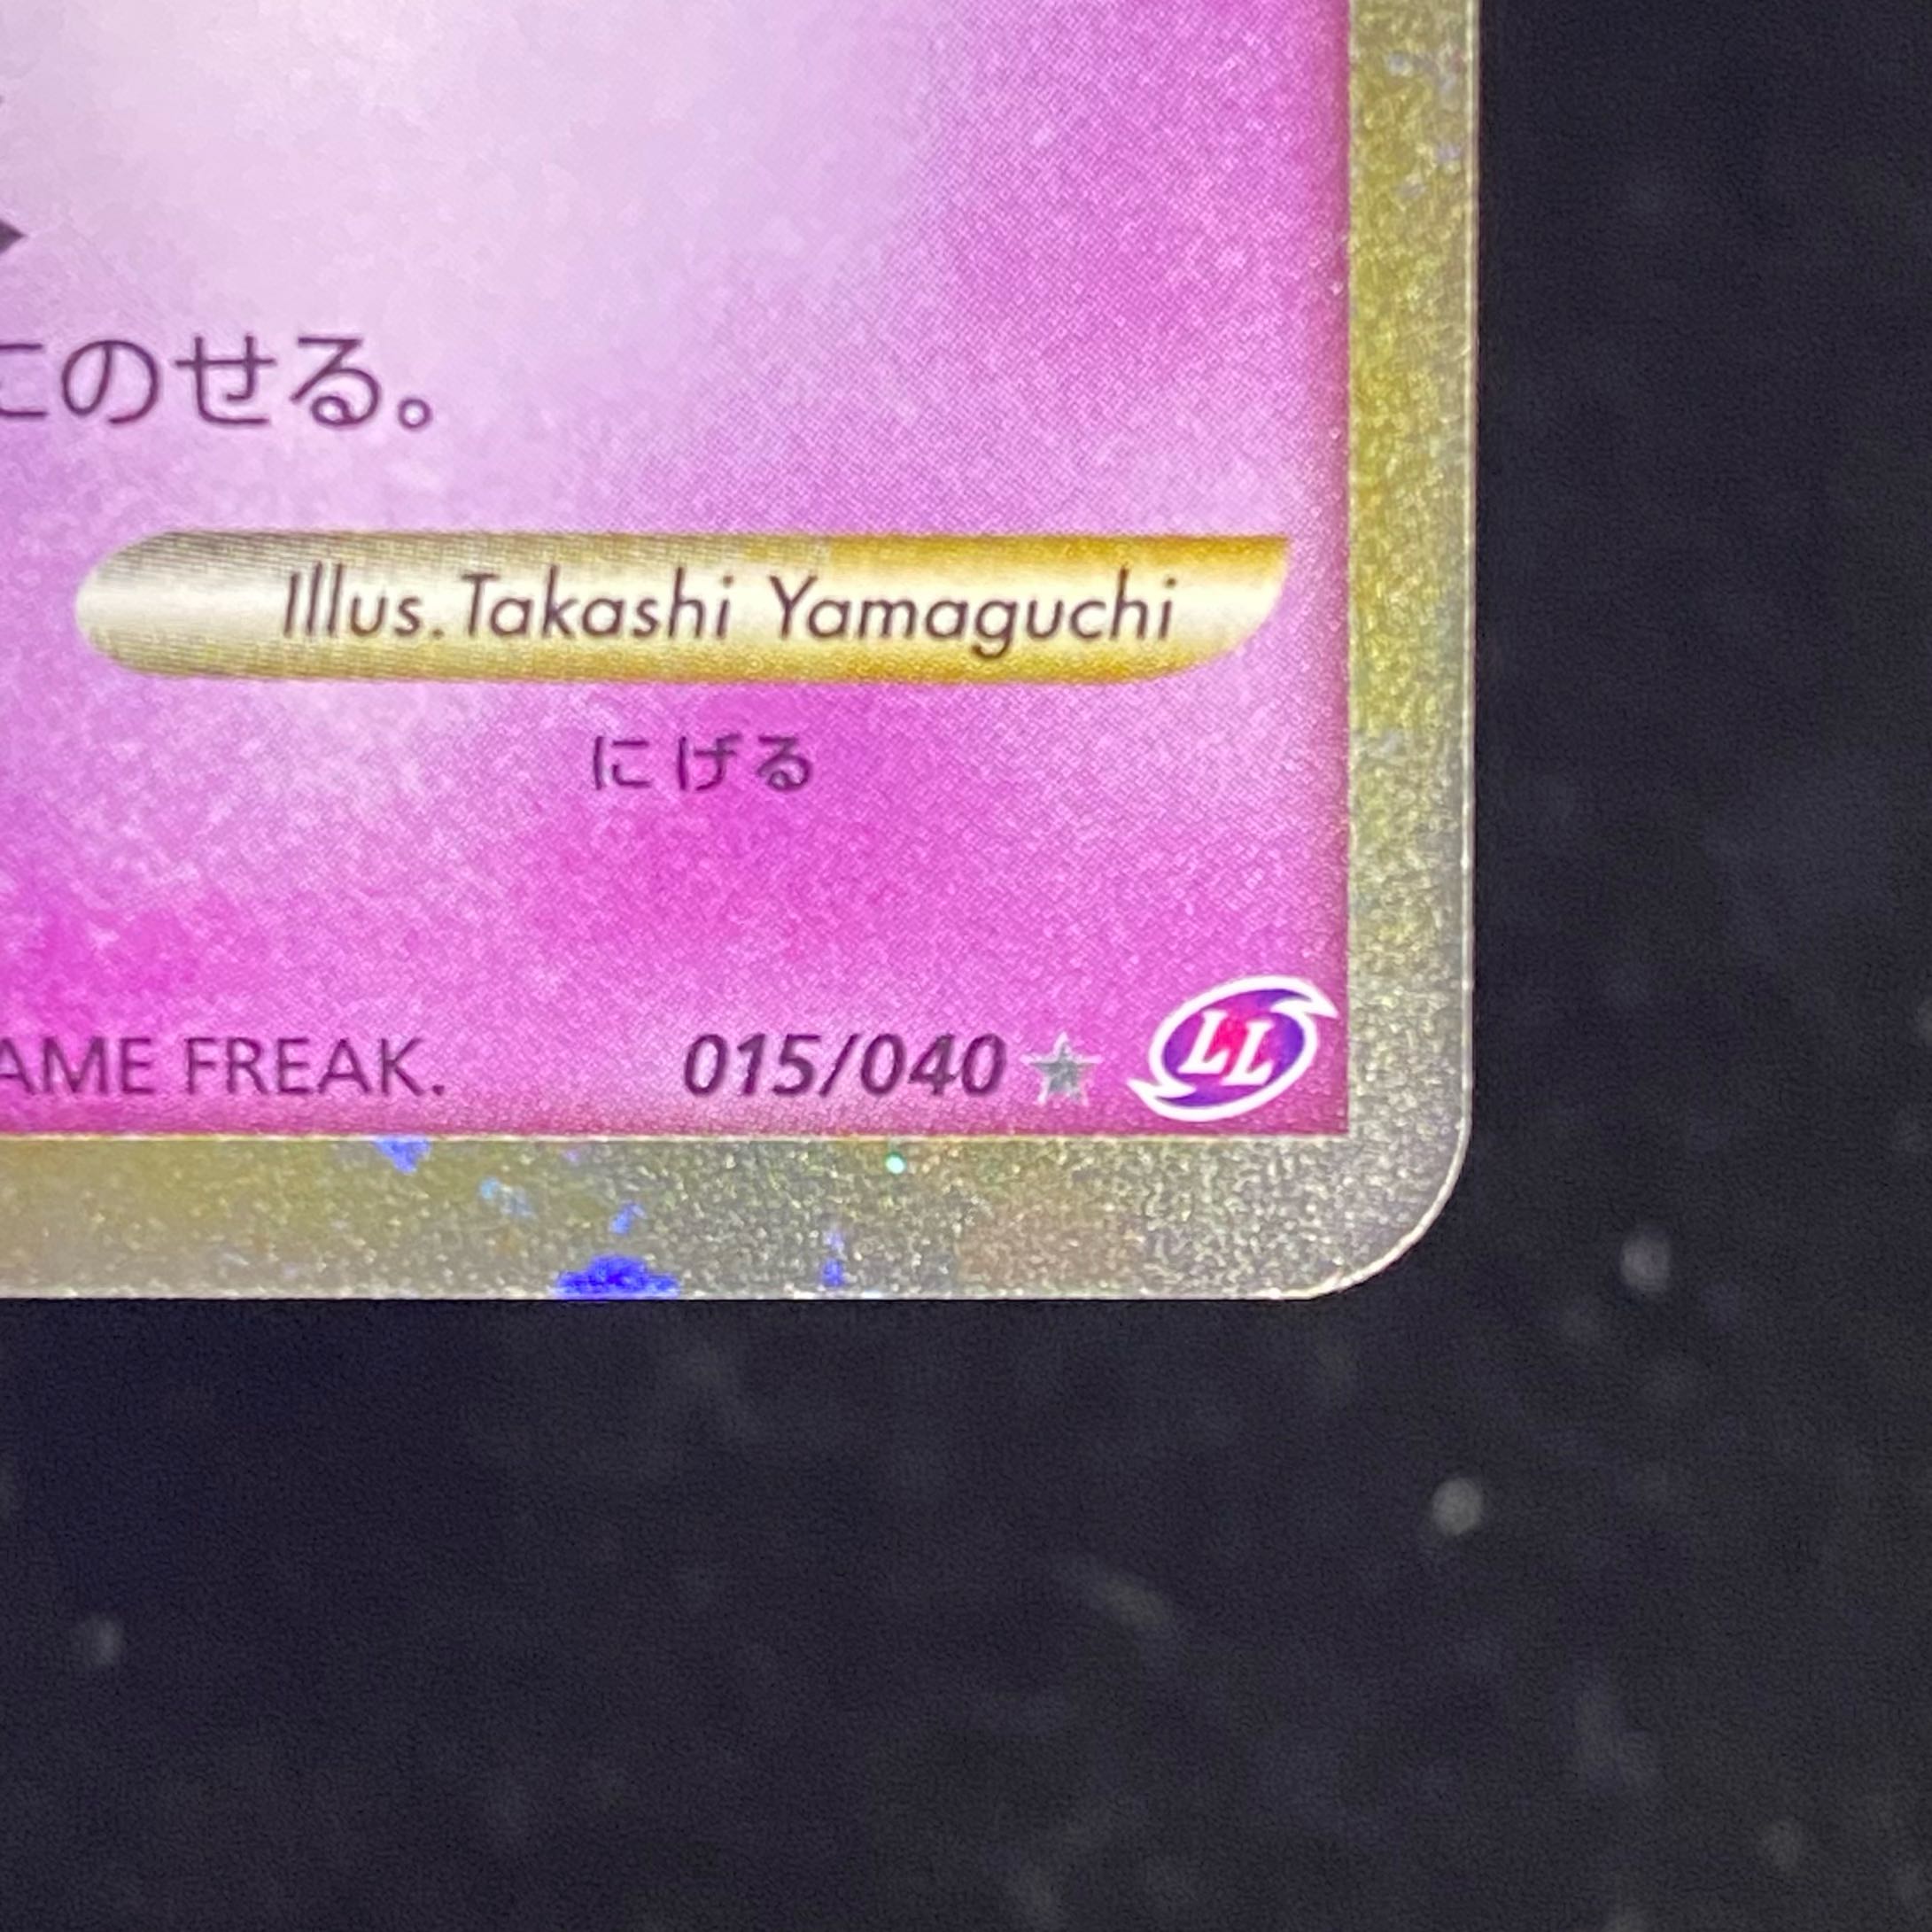 にのせる。
Illus.Takashi Yamaguchi
にげる
AME FREAK.
015/040 ★ LL